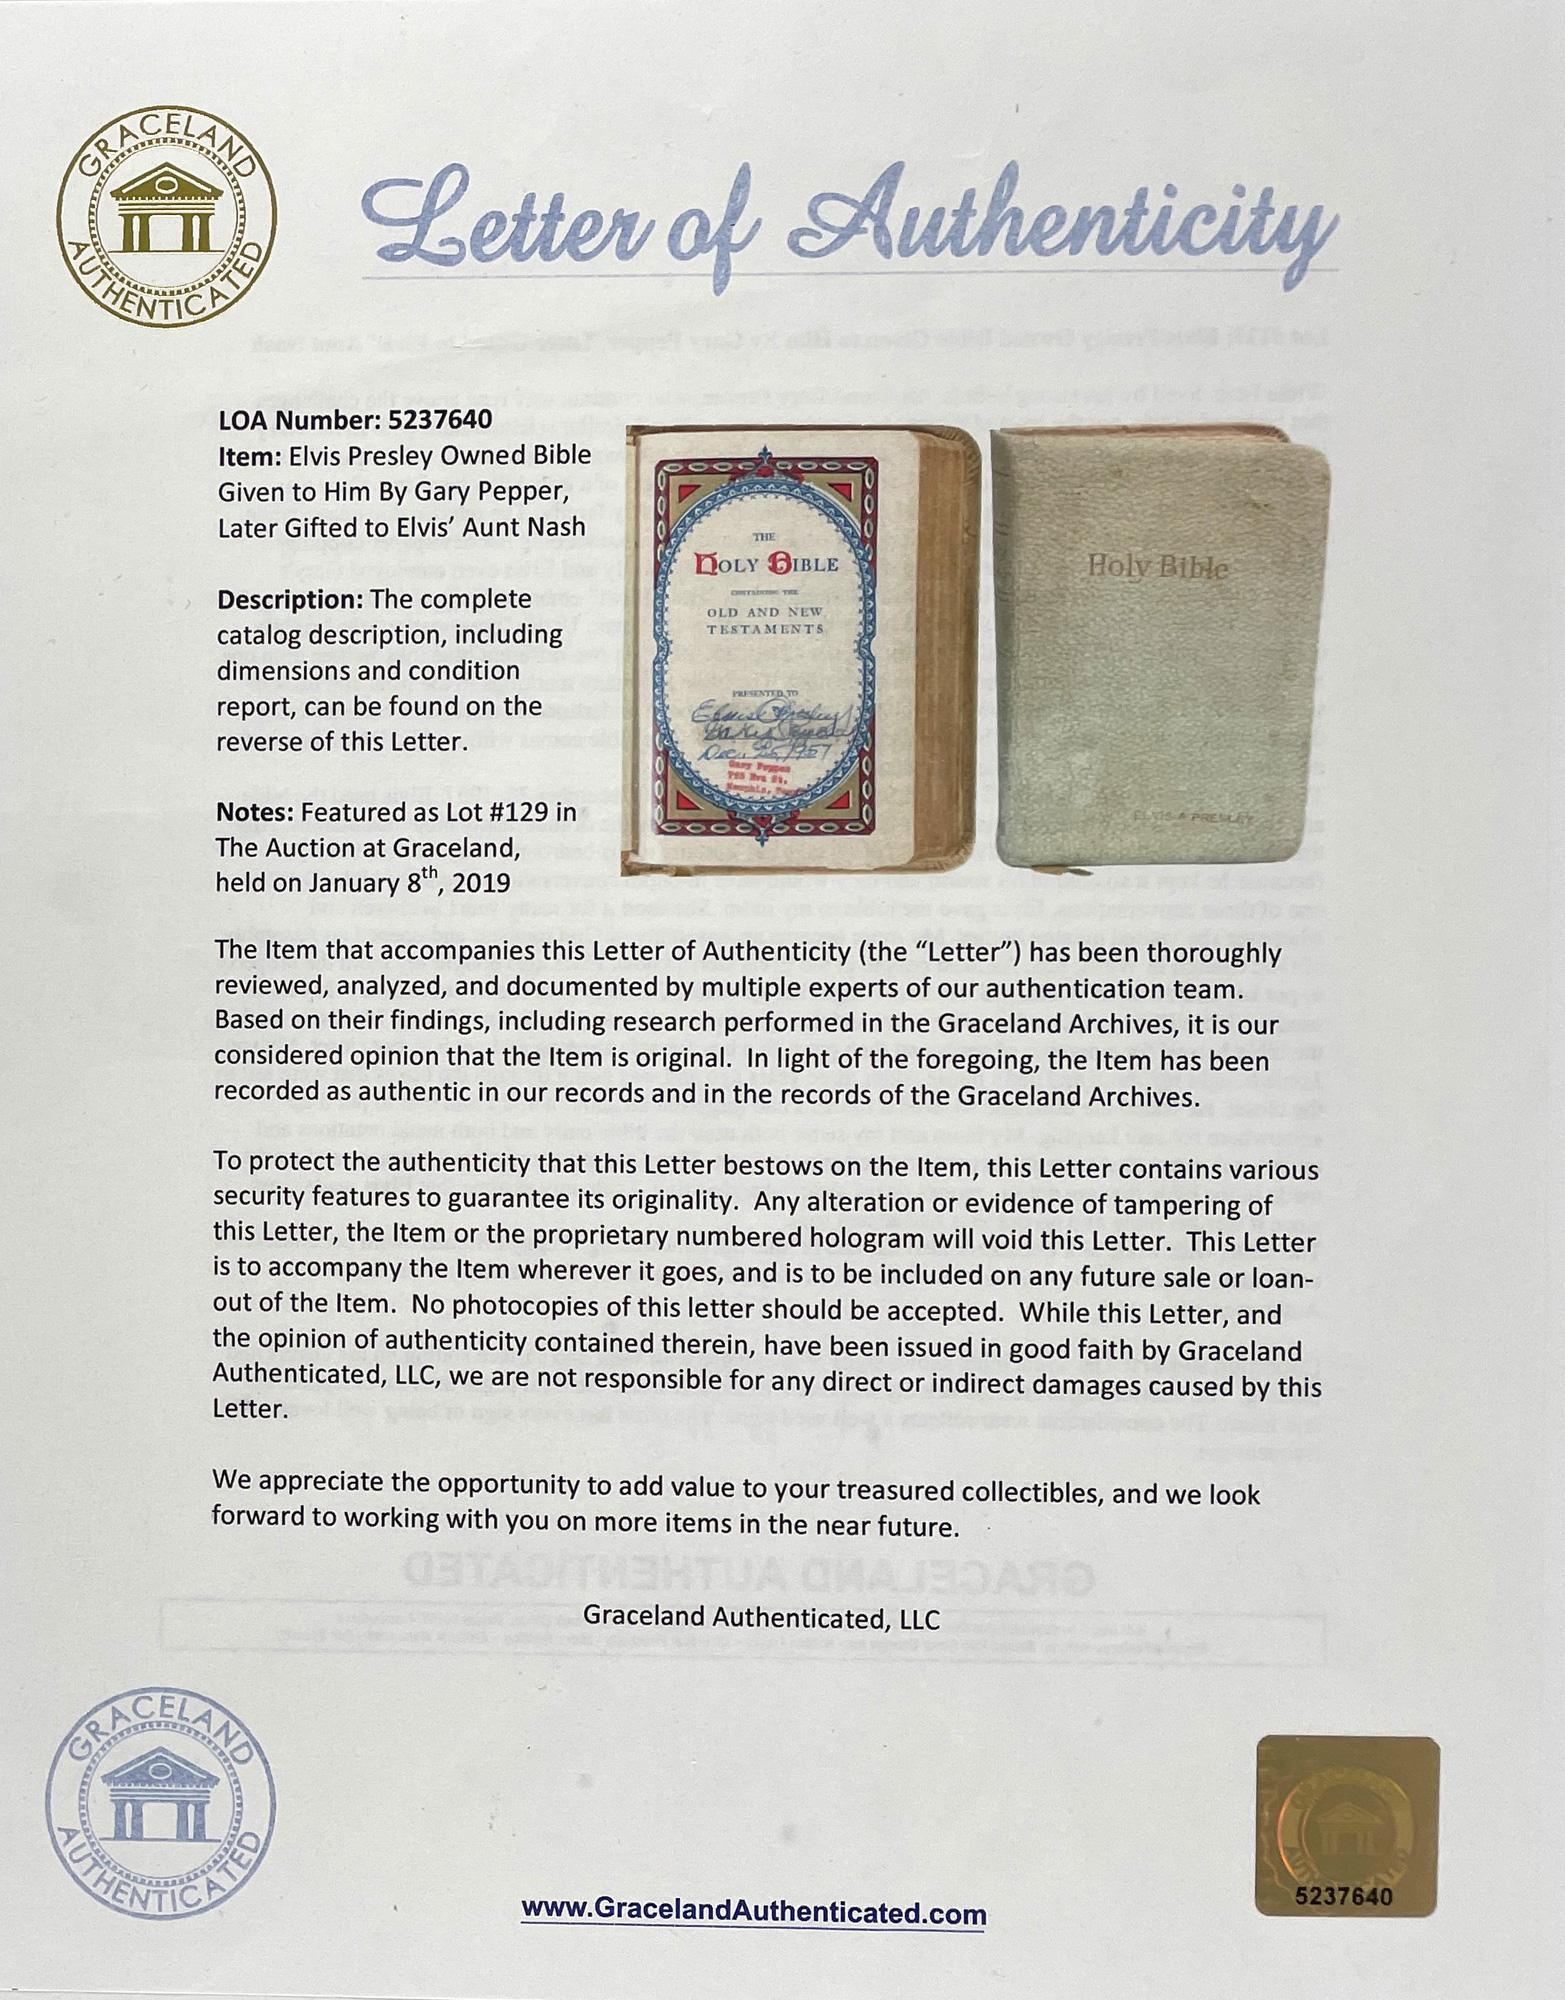 GRACELAND
AUTHENTICATED
Letter of Authenticity
LOA Number: 5237640
Item: Elvis Presley Owned Bible
Given to Him By Gary Pepper,
Later Gifted to Elvis’ Aunt Nash
Description: The complete
catalog description, including
dimensions and condition
report, can be found on the
reverse of this Letter.
Notes: Featured as Lot #129 in
The Auction at Graceland,
held on January 8th, 2019
THE
HOLY BIBLE
CONTAINING THE
OLD AND NEW
TESTAMENTS
PRESENTED TO
Presley
Dec. 25, 1957
Gary Pepper
Memphis,
Holy Bible
ELVIS A PRESLEY
The Item that accompanies this Letter of Authenticity (the “Letter”) has been thoroughly
reviewed, analyzed, and documented by multiple experts of our authentication team.
Based on their findings, including research performed in the Graceland Archives, it is our
considered opinion that the Item is original.  In light of the foregoing, the Item has been
recorded as authentic in our records and in the records of the Graceland Archives.
To protect the authenticity that this Letter bestows on the Item, this Letter contains various
security features to guarantee its originality.  Any alteration or evidence of tampering of
this Letter, the Item or the proprietary numbered hologram will void this Letter.  This Letter
is to accompany the Item wherever it goes, and is to be included on any future sale or loan-
out of the Item.  No photocopies of this letter should be accepted.  While this Letter, and
the opinion of authenticity contained therein, have been issued in good faith by Graceland
Authenticated, LLC, we are not responsible for any direct or indirect damages caused by this
Letter.
We appreciate the opportunity to add value to your treasured collectibles, and we look
forward to working with you on more items in the near future.
GRACELAND AUTHENTICATED
Graceland Authenticated, LLC
GRACELAND
AUTHENTICATED
www.GracelandAuthenticated.com
5237640